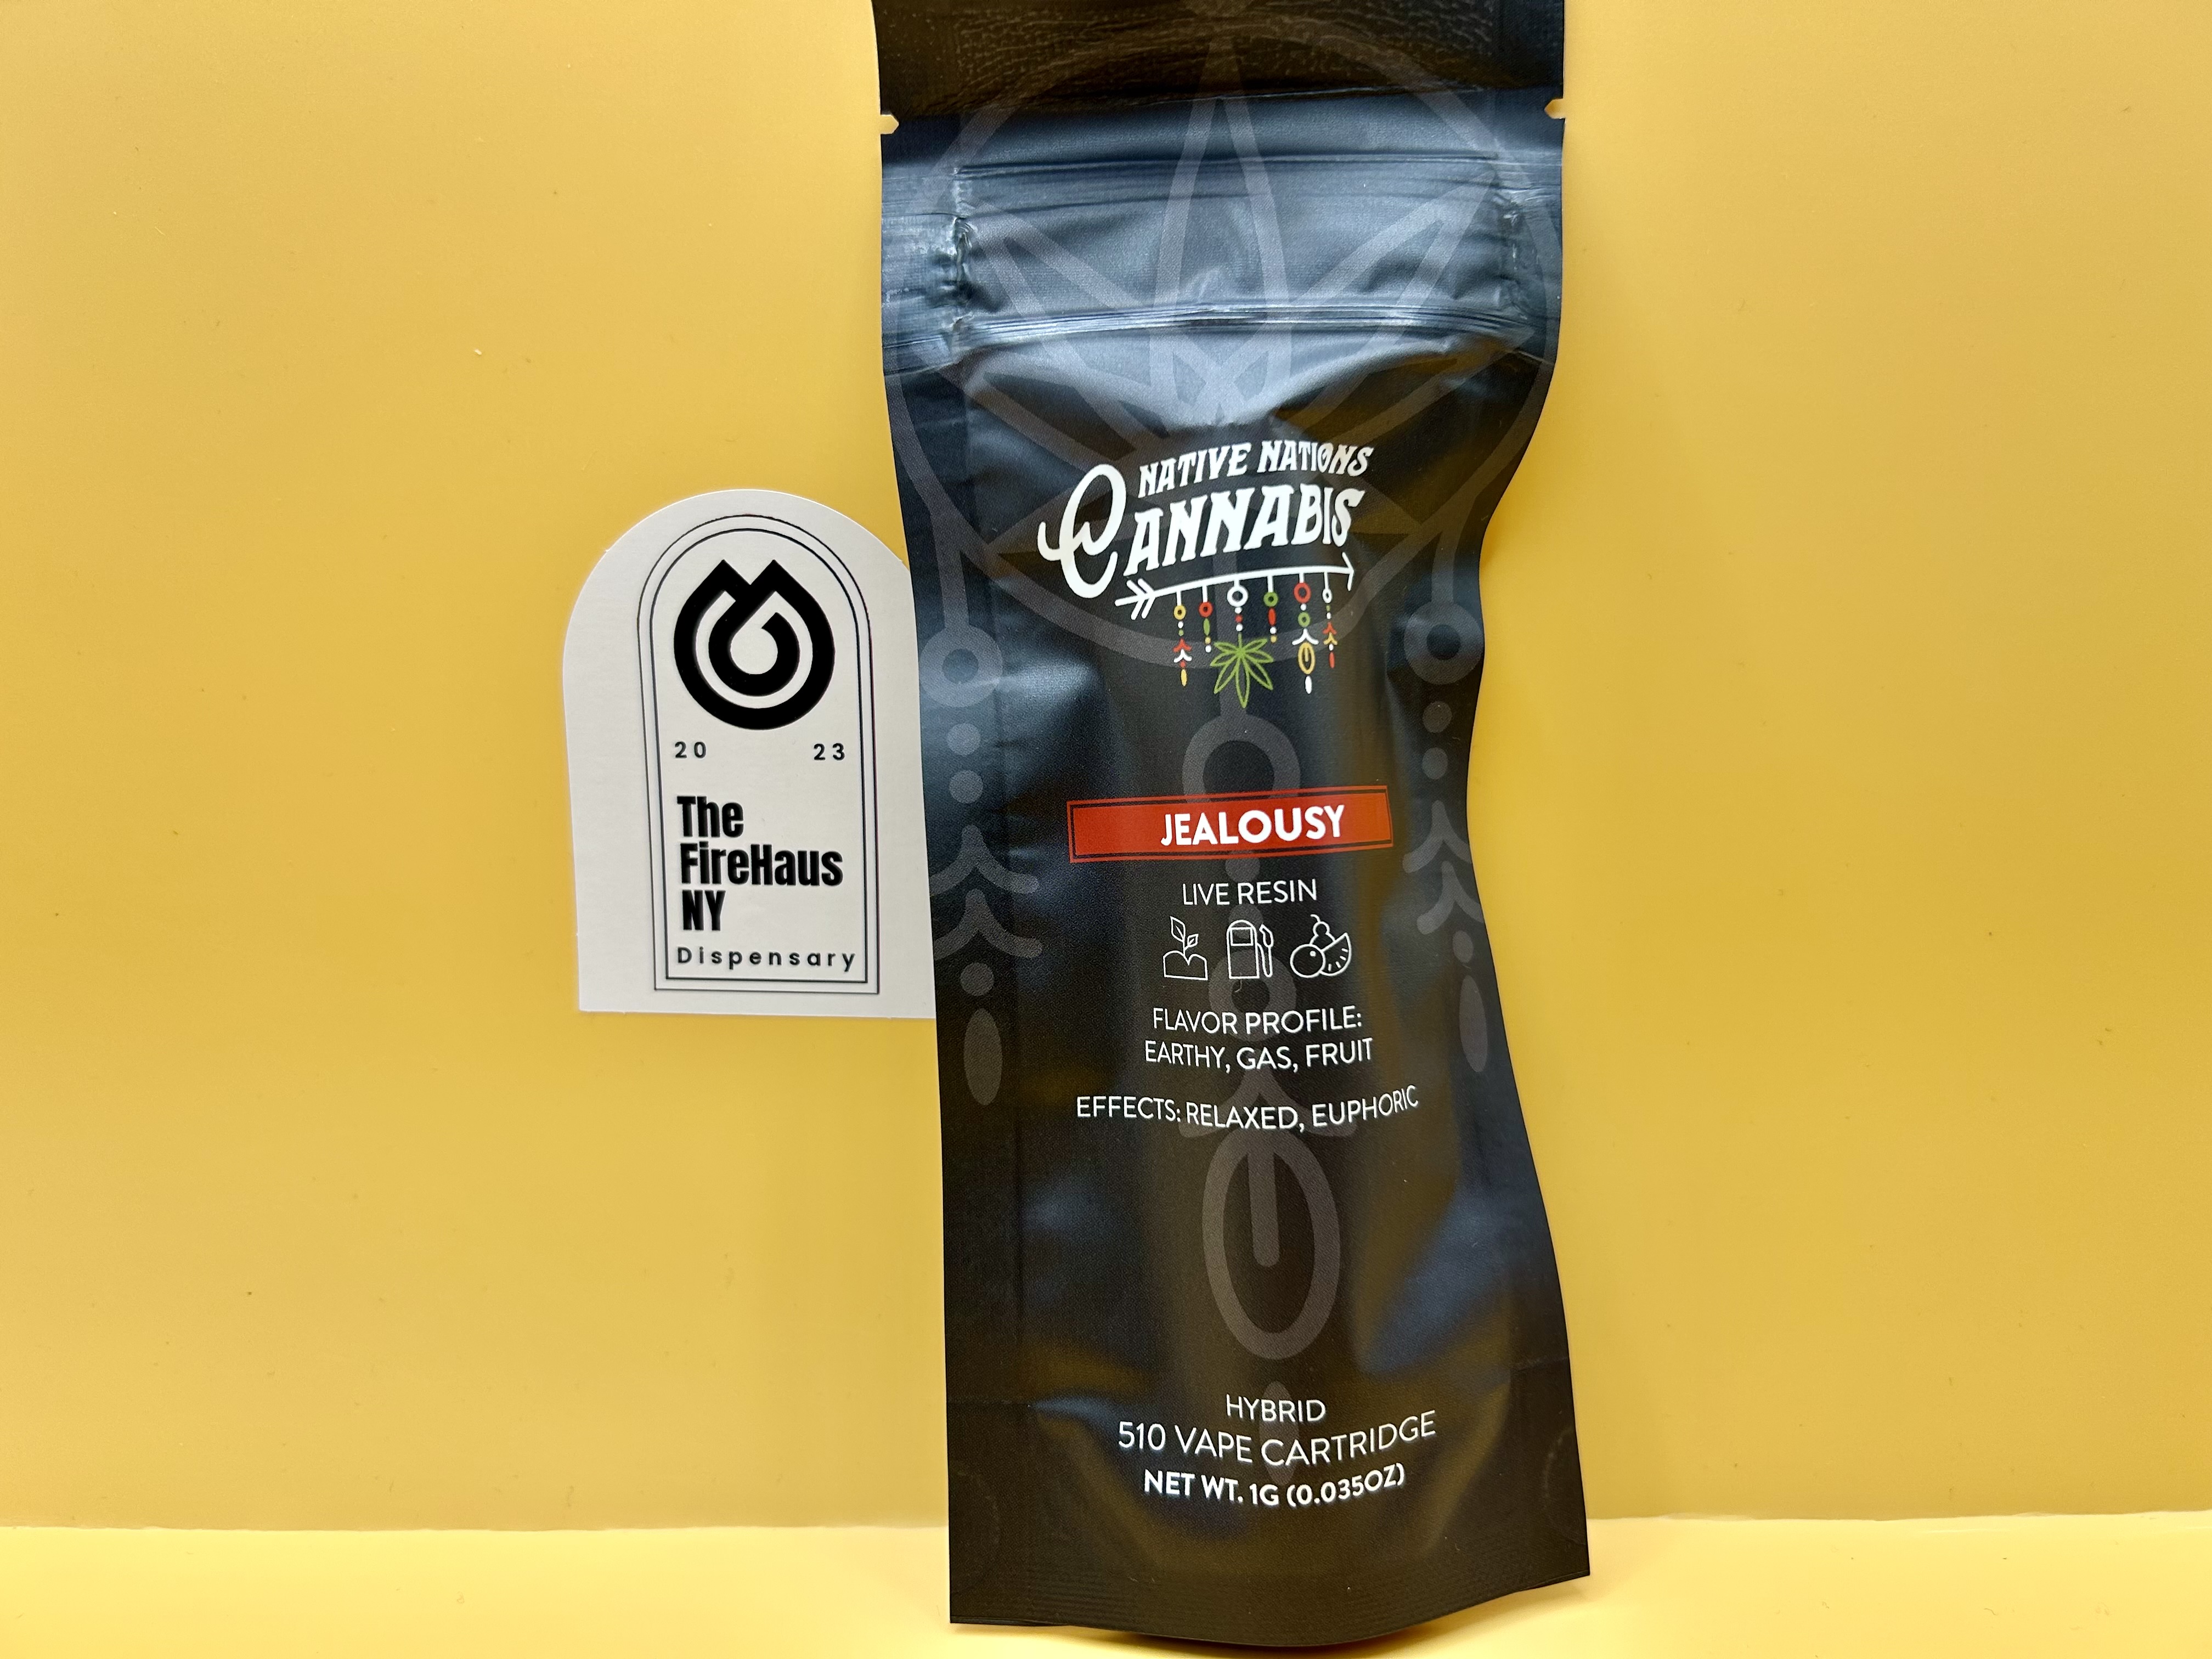 20 23
The
FireHaus
NY
Dispensary
NATIVE NATIONS
CANNABIS
JEALOUSY
LIVE RESIN
FLAVOR PROFILE:
EARTHY, GAS, FRUIT
EFFECTS: RELAXED, EUPHORIC
HYBRID
510 VAPE CARTRIDGE
NET WT. 1G (0.035OZ)